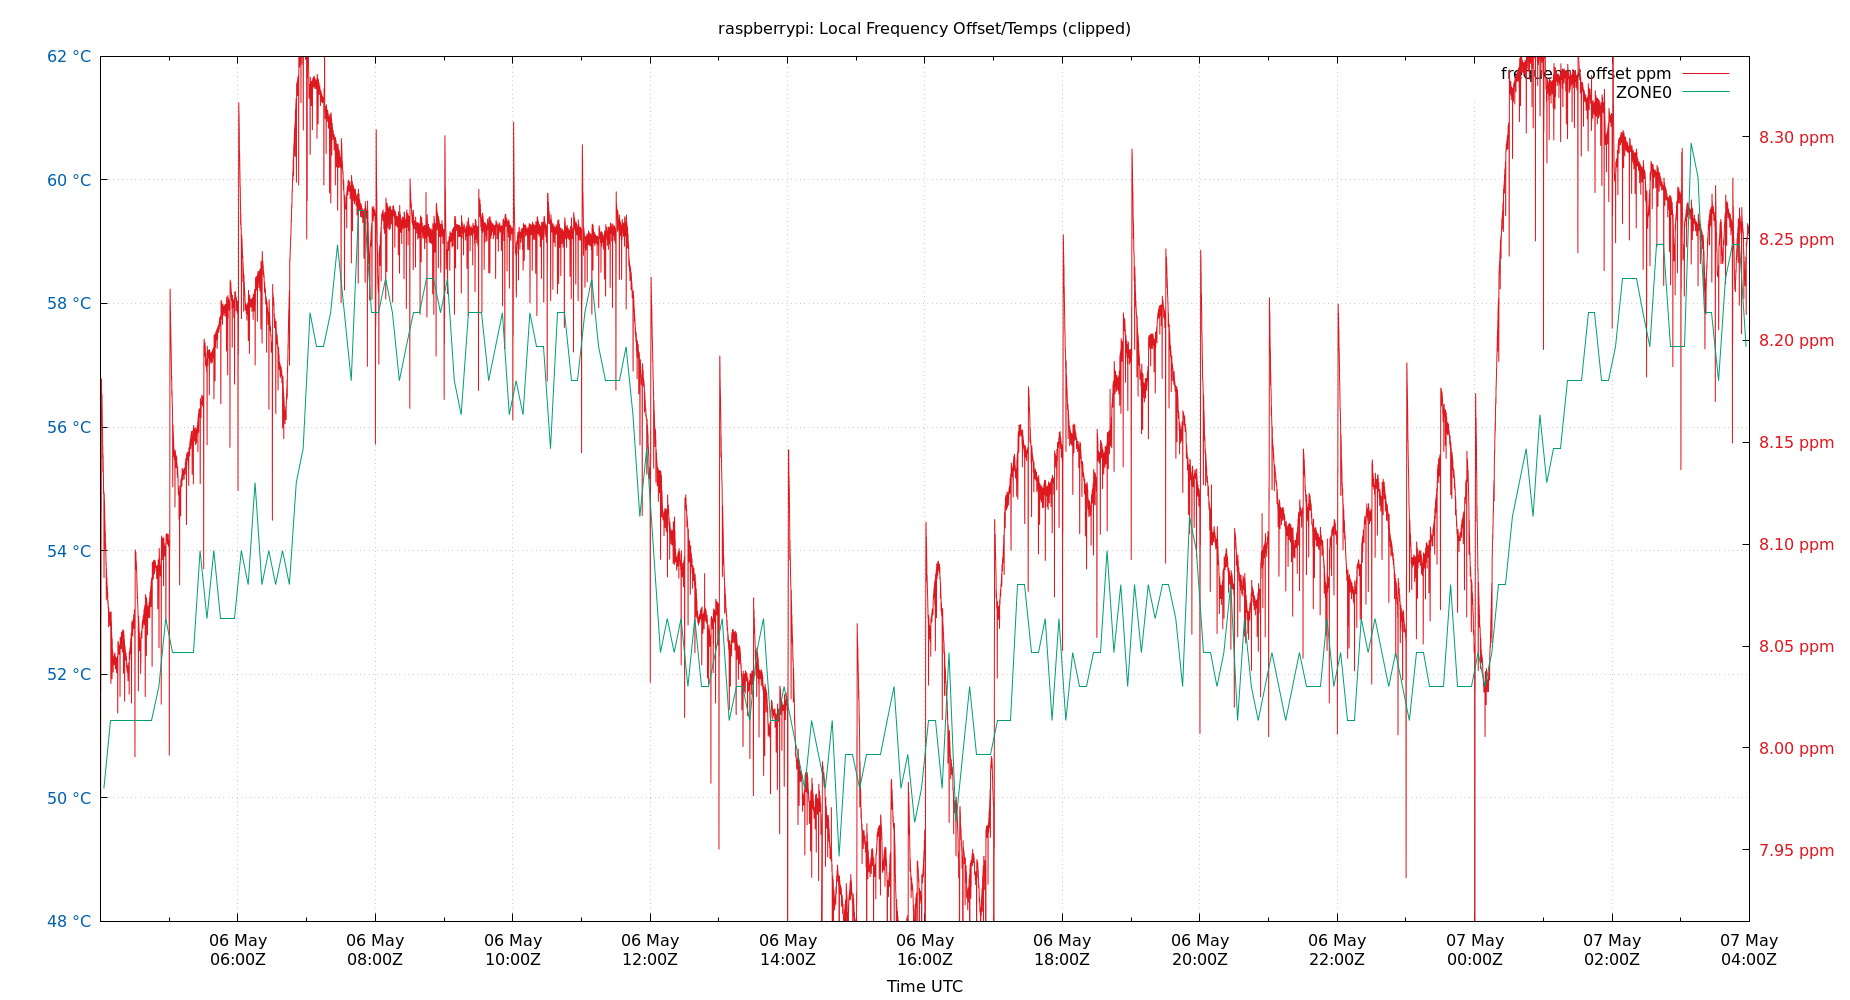 raspberrypi: Local Frequency Offset/Temps (clipped)
62 °C
60 °C
58 °C
56 °C
54 °C
52 °C
50 °C
48 °C
frequency offset ppm
ZONE0
8.30 ppm
8.25 ppm
8.20 ppm
8.15 ppm
8.10 ppm
8.05 ppm
8.00 ppm
7.95 ppm
06 May 06 May 06 May 06 May 06 May 06 May 06 May 06 May 06 May 07 May 07 May 07 May
06:00Z 08:00Z 10:00Z 12:00Z 14:00Z 16:00Z 18:00Z 20:00Z 22:00Z 00:00Z 02:00Z 04:00Z
Time UTC